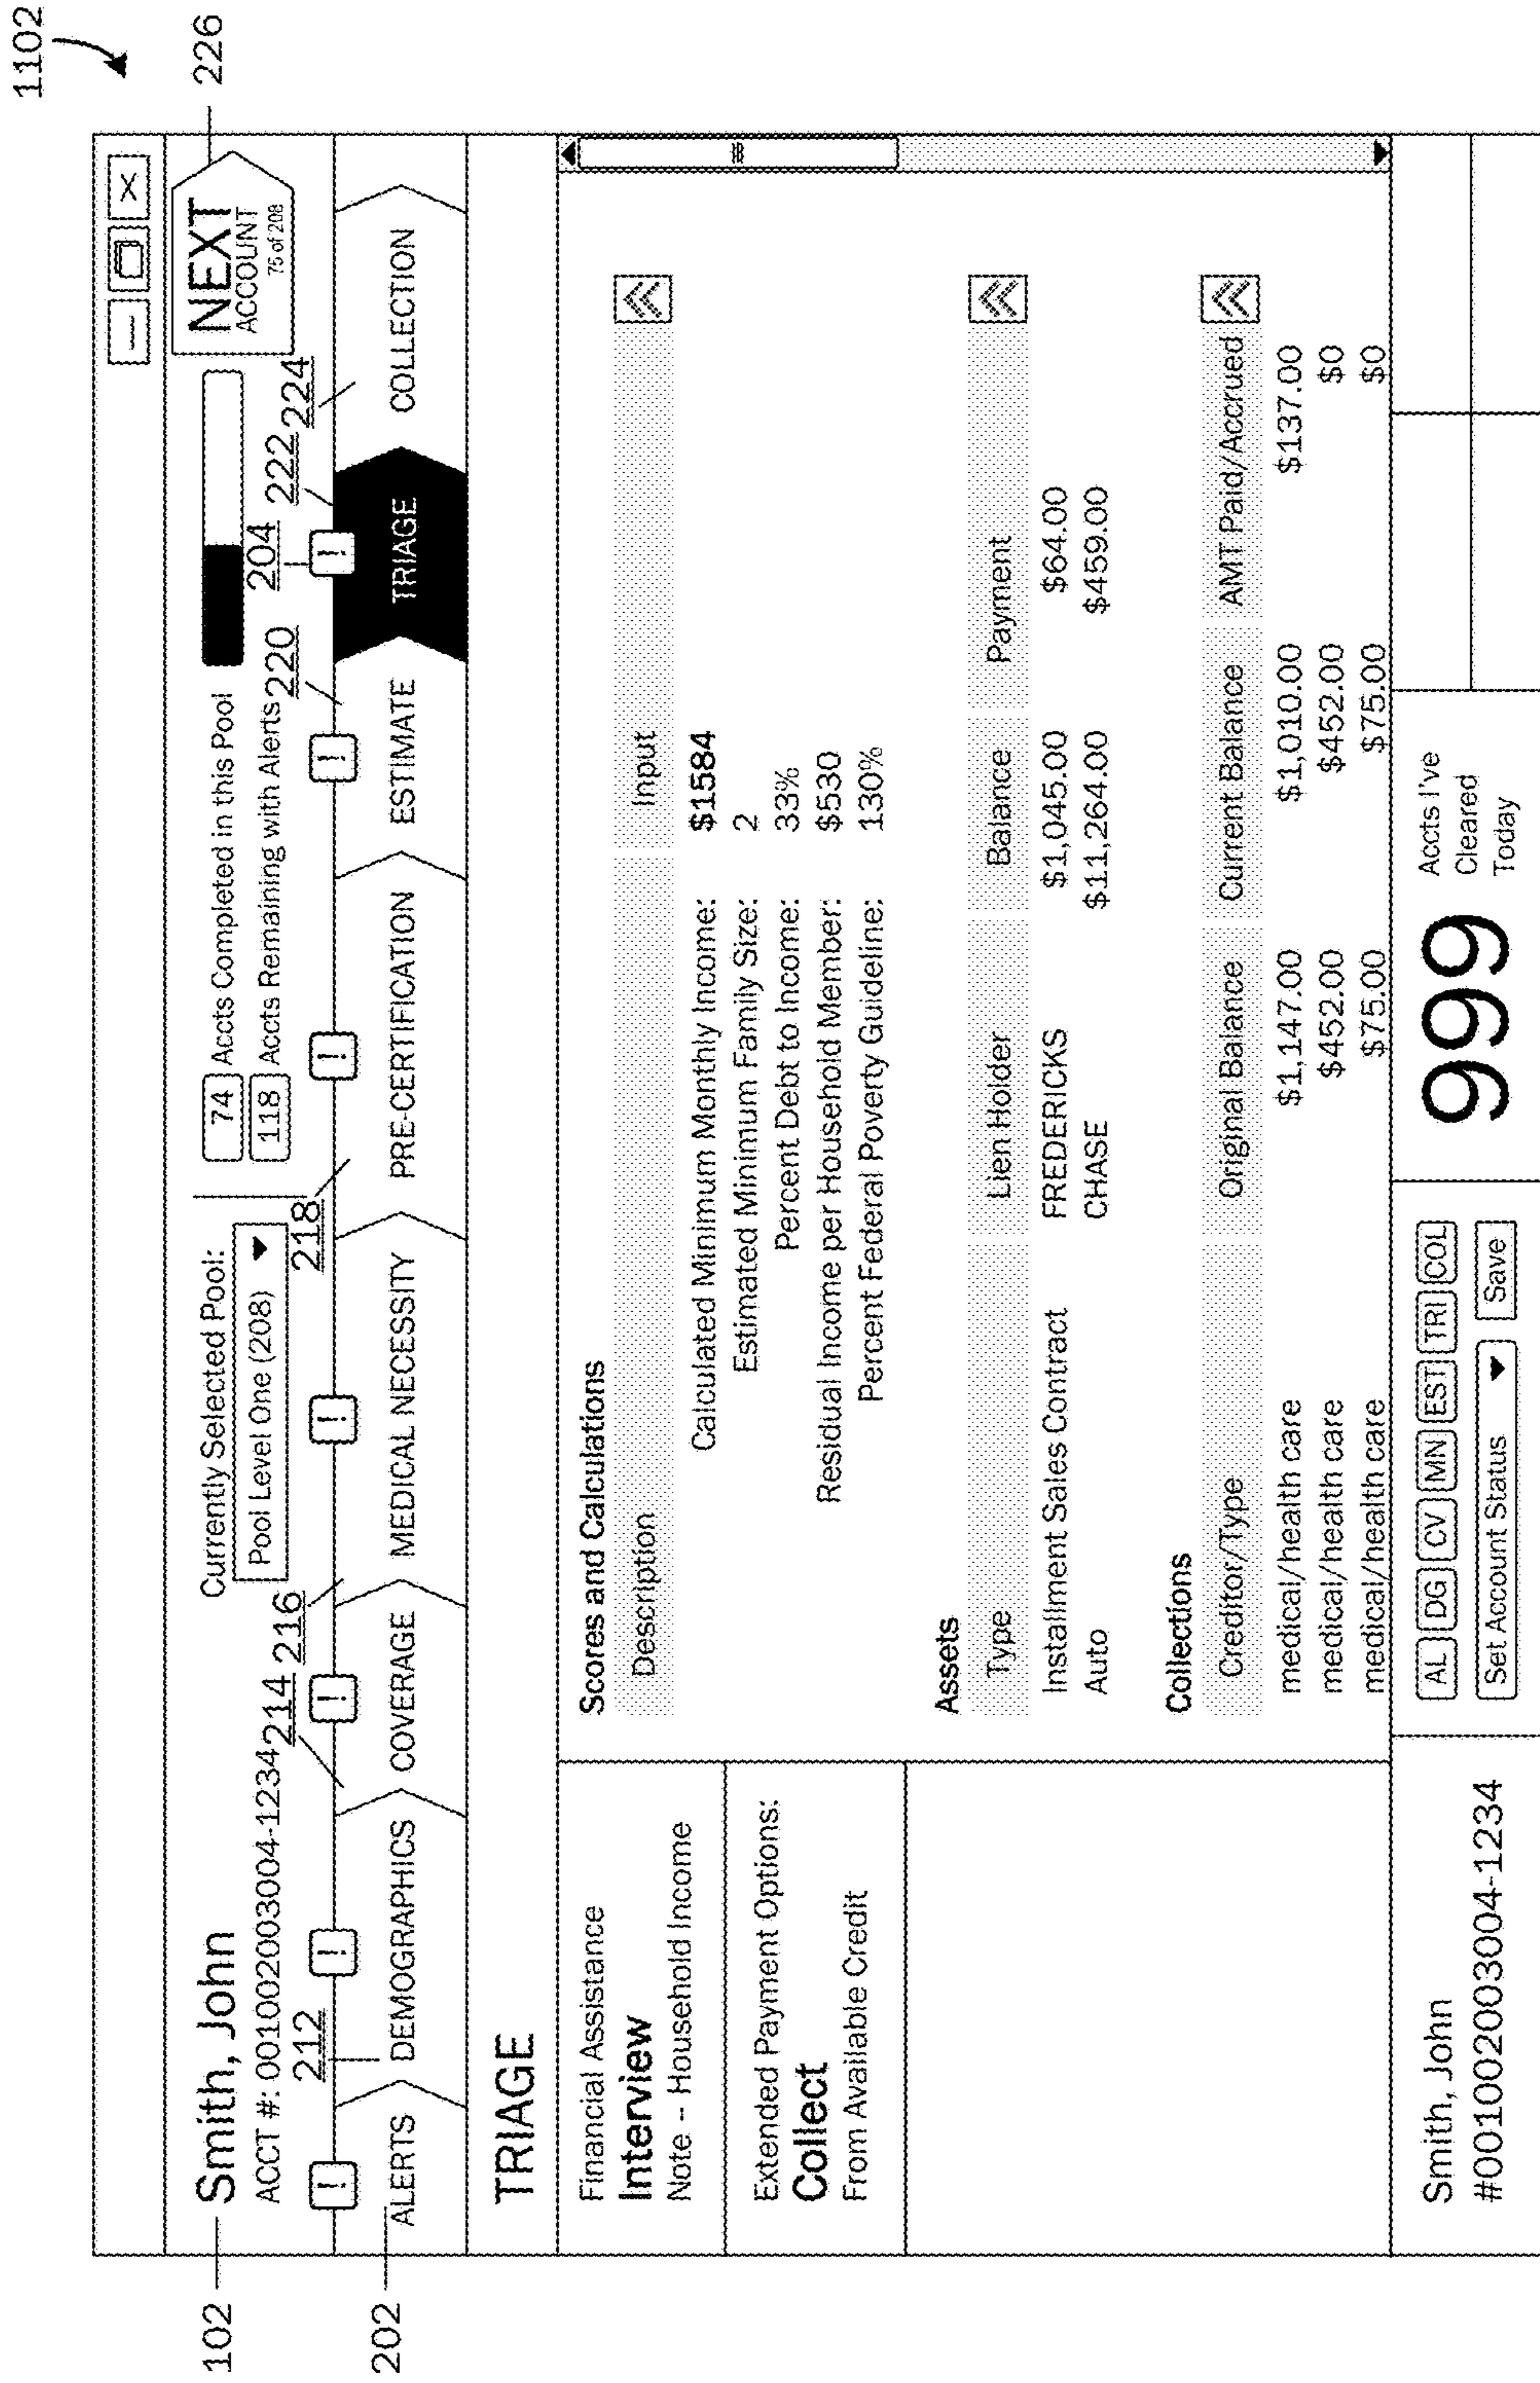 1102
226
NEXT
ACCOUNT
75 of 208
102
Smith, John
ACCT #: 001002003004-1234
Currently Selected Pool:
Pool Level One (208)
74 Accts Completed in this Pool
118 Accts Remaining with Alerts
212
214
216
218
220
204
222
224
! ! ! ! ! ! !
202
ALERTS DEMOGRAPHICS COVERAGE MEDICAL NECESSITY PRE-CERTIFICATION ESTIMATE TRIAGE COLLECTION
TRIAGE
Financial Assistance
Interview
Note -- Household Income
Extended Payment Options:
Collect
From Available Credit
Scores and Calculations
Description Input
Calculated Minimum Monthly Income: $1584
Estimated Minimum Family Size: 2
Percent Debt to Income: 33%
Residual Income per Household Member: $530
Percent Federal Poverty Guideline: 130%
Assets
Type Lien Holder Balance Payment
Installment Sales Contract FREDERICKS $1,045.00 $64.00
Auto CHASE $11,264.00 $459.00
Collections
Creditor/Type Original Balance Current Balance AMT Paid/Accrued
medical/health care $1,147.00 $1,010.00 $137.00
medical/health care $452.00 $452.00 $0
medical/health care $75.00 $75.00 $0
Smith, John
#001002003004-1234
AL DG CV MN EST TRI COL
Set Account Status Save
999
Accts I've
Cleared
Today